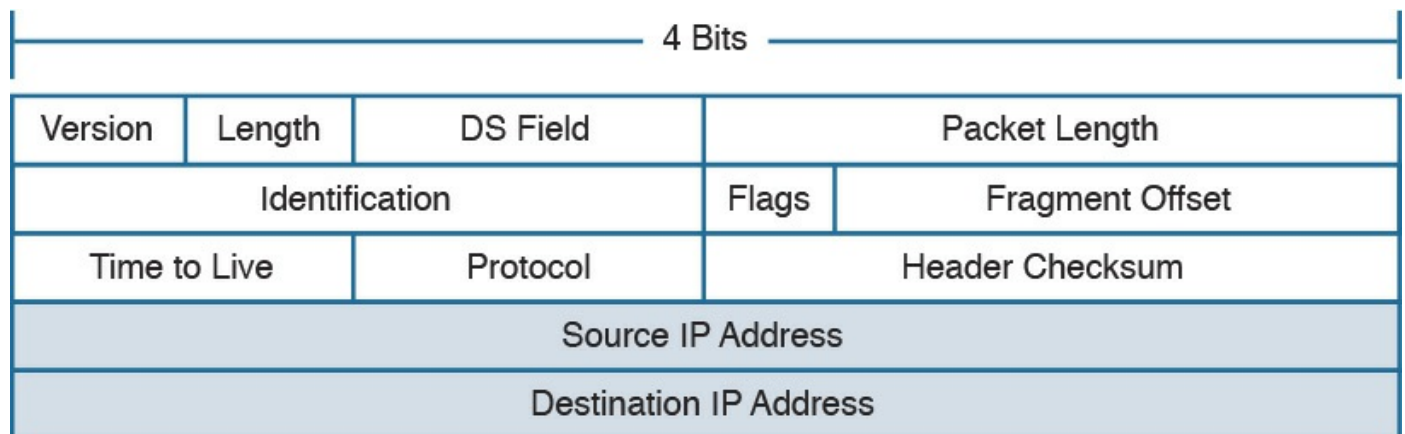 4 Bits
Version Length DS Field Packet Length
Identification Flags Fragment Offset
Time to Live Protocol Header Checksum
Source IP Address
Destination IP Address